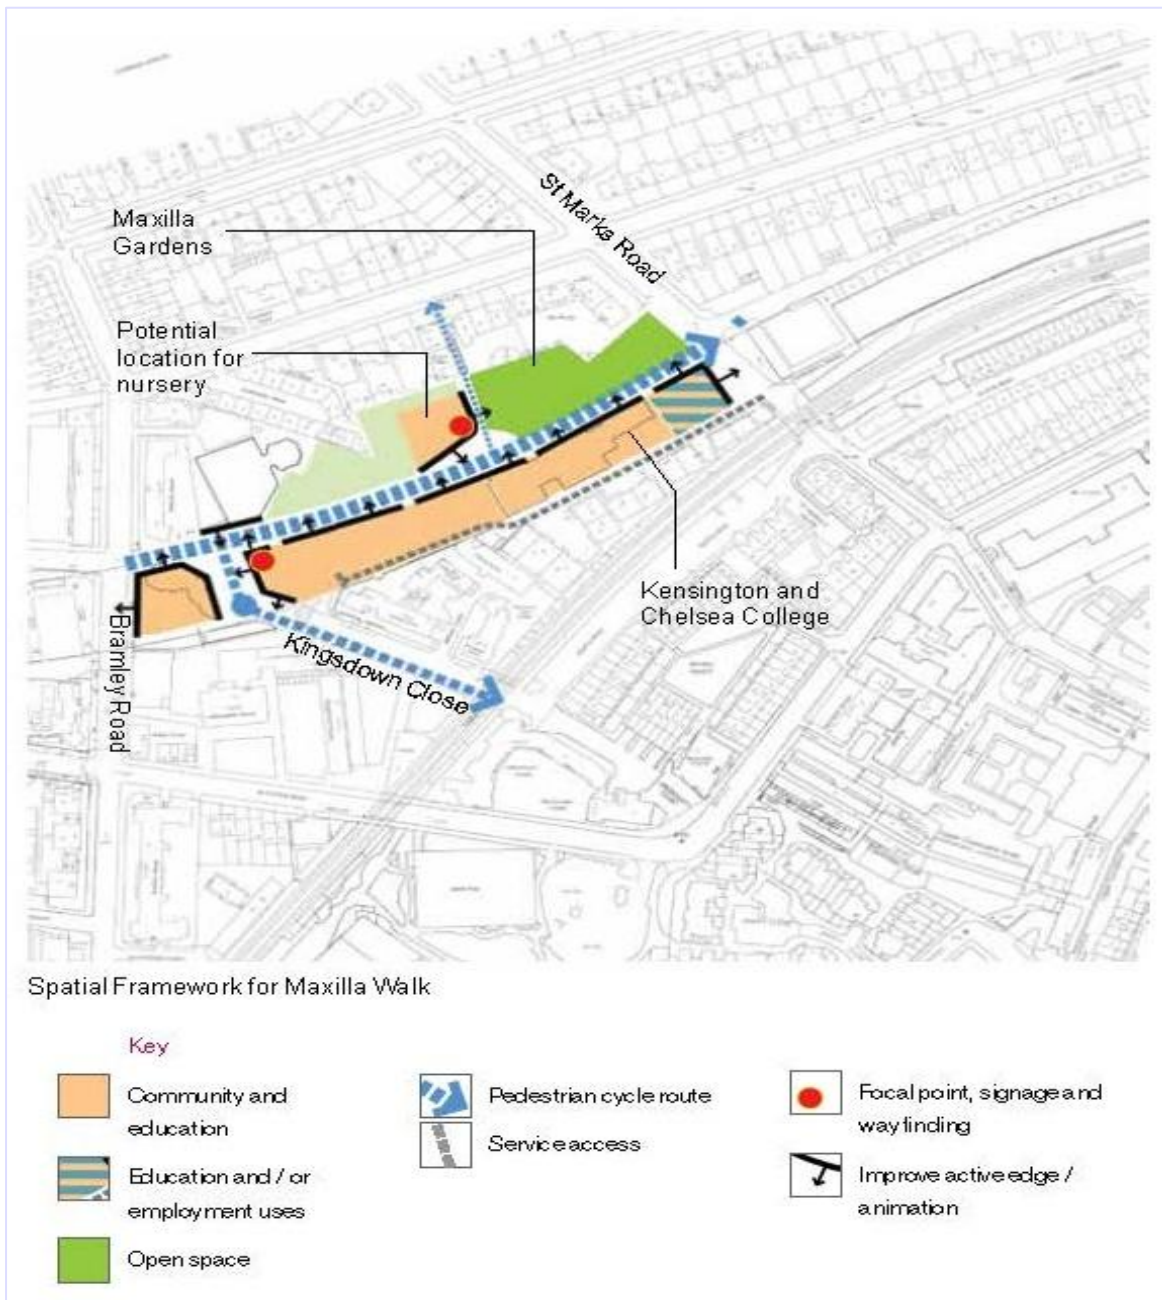 St Marks Road
Maxilla
Gardens
Potential
location for
nursery
Kensington and
Chelsea College
Bramley Road
Kingsdown Close
Spatial Framework for Maxilla Walk
Key
Community and
education
Education and / or
employment uses
Open space
Pedestrian cycle route
Service access
Focal point, signage and
way finding
Improve active edge /
animation